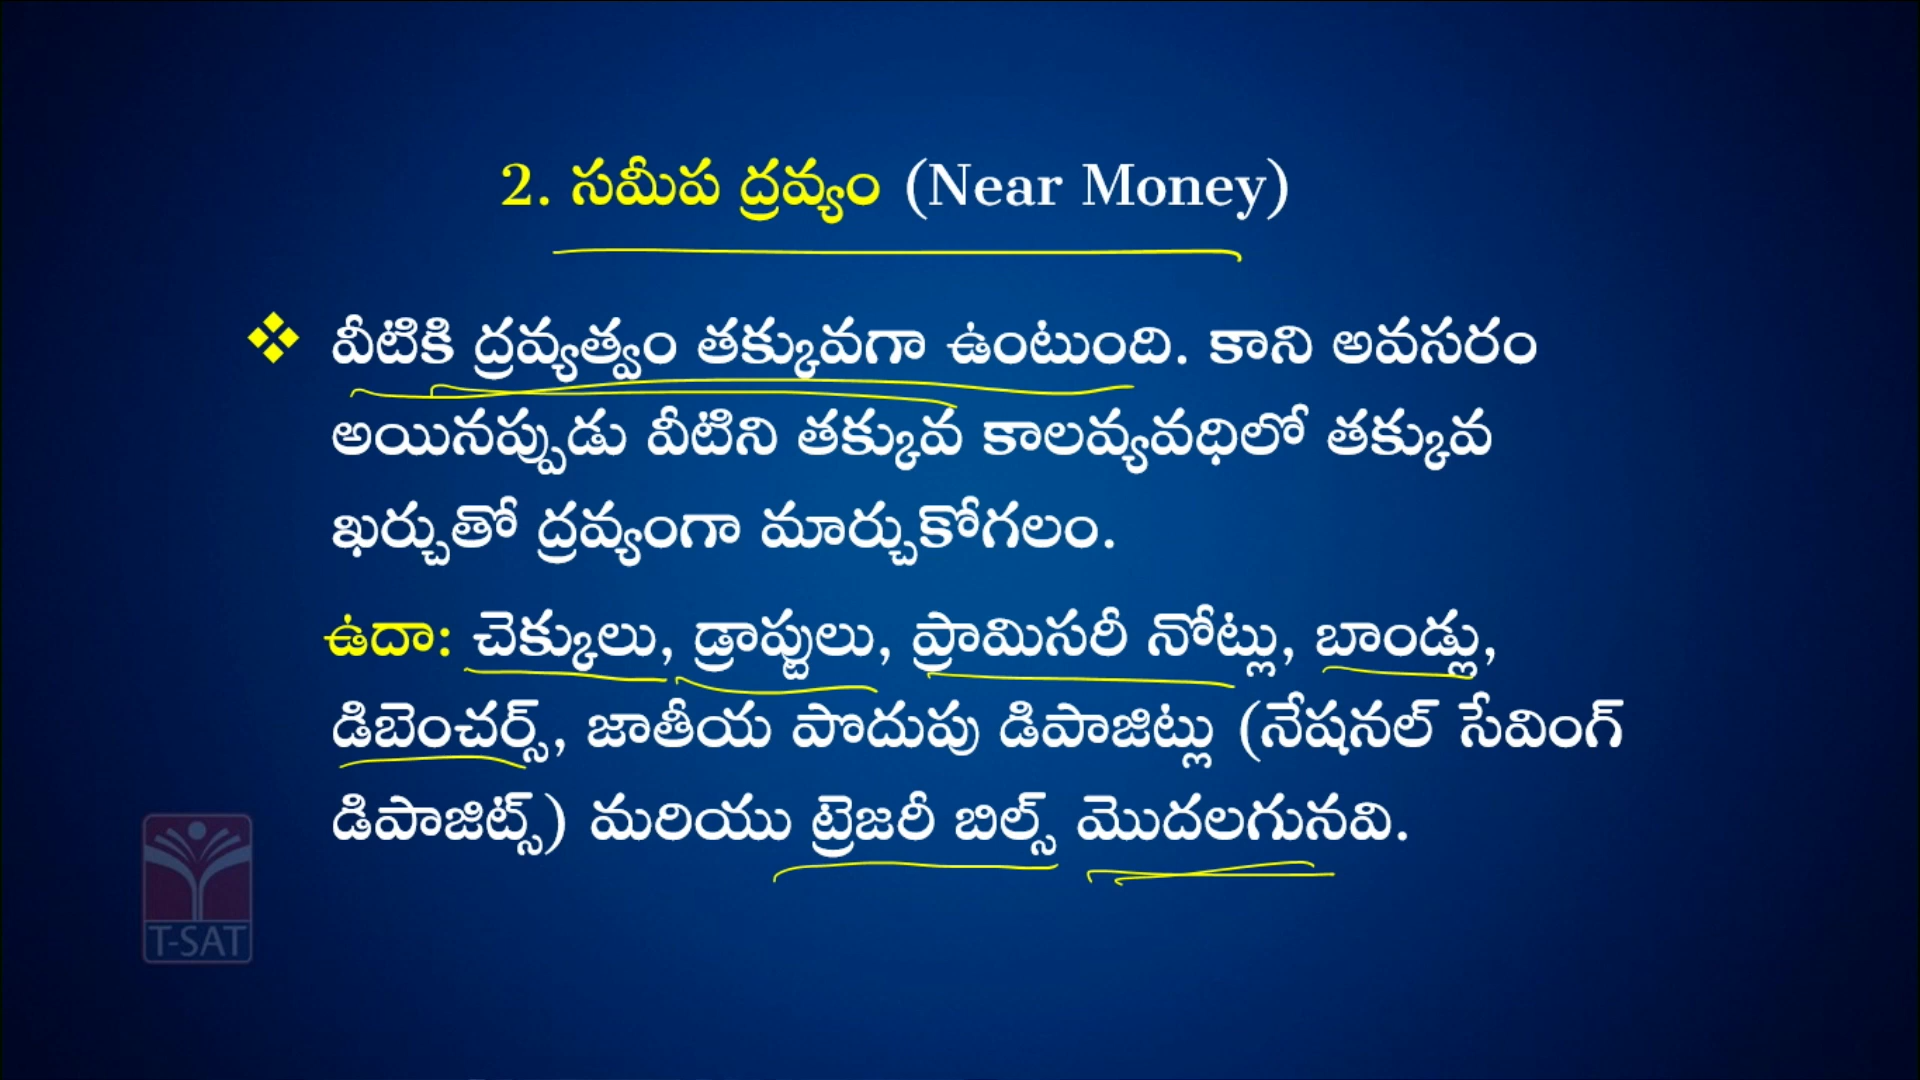 2. సమీప ద్రవ్యం (Near Money)
❖ వీటికి ద్రవ్యత్వం తక్కువగా ఉంటుంది. కాని అవసరం
అయినప్పుడు వీటిని తక్కువ కాలవ్యవధిలో తక్కువ
ఖర్చుతో ద్రవ్యంగా మార్చుకోగలం.
ఉదా: చెక్కులు, డ్రాఫ్టులు, ప్రామిసరీ నోట్లు, బాండ్లు,
డిబెంచర్స్, జాతీయ పొదుపు డిపాజిట్లు (నేషనల్ సేవింగ్
డిపాజిట్స్) మరియు ట్రెజరీ బిల్స్ మొదలగునవి.
T-SAT